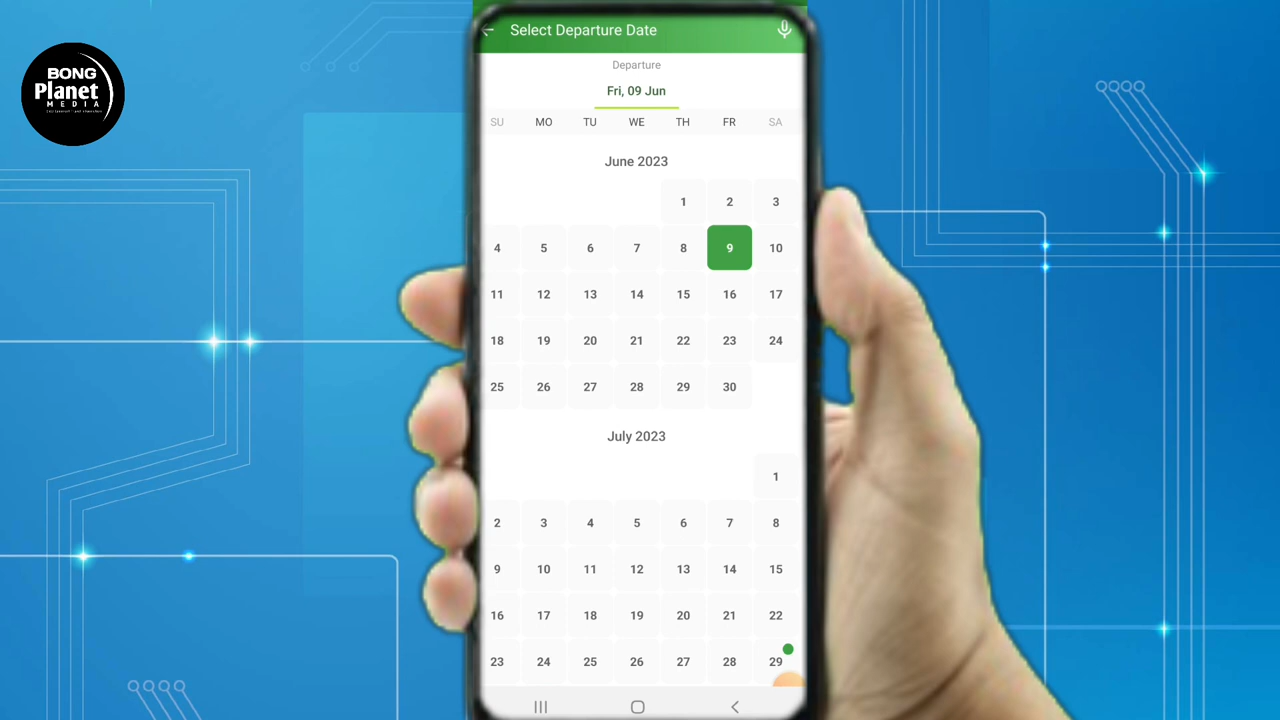 BONG
Planet
MEDIA
Select Departure Date
Departure
Fri, 09 Jun
SU MO TU WE TH FR SA
June 2023
1 2 3
4 5 6 7 8 9 10
11 12 13 14 15 16 17
18 19 20 21 22 23 24
25 26 27 28 29 30
July 2023
1
2 3 4 5 6 7 8
9 10 11 12 13 14 15
16 17 18 19 20 21 22
23 24 25 26 27 28 29